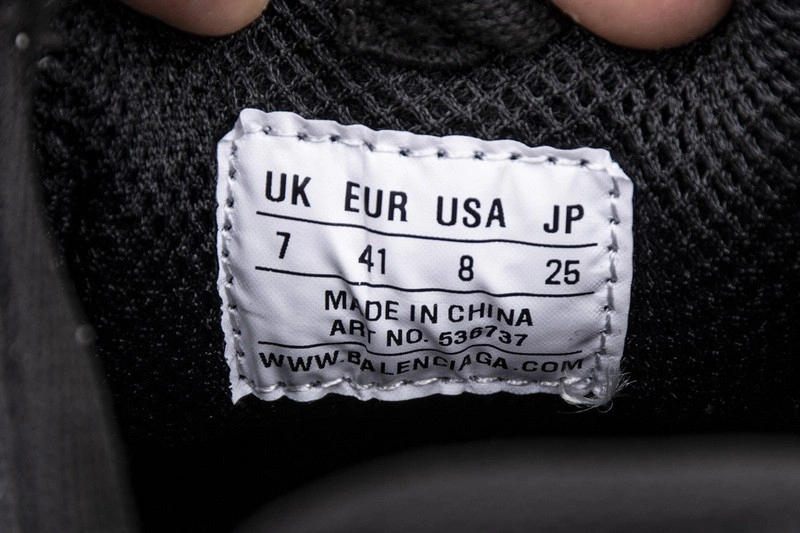 UK EUR USA JP
7 41 8 25
MADE IN CHINA
ART NO. 536737
WWW.BALENCIAGA.COM